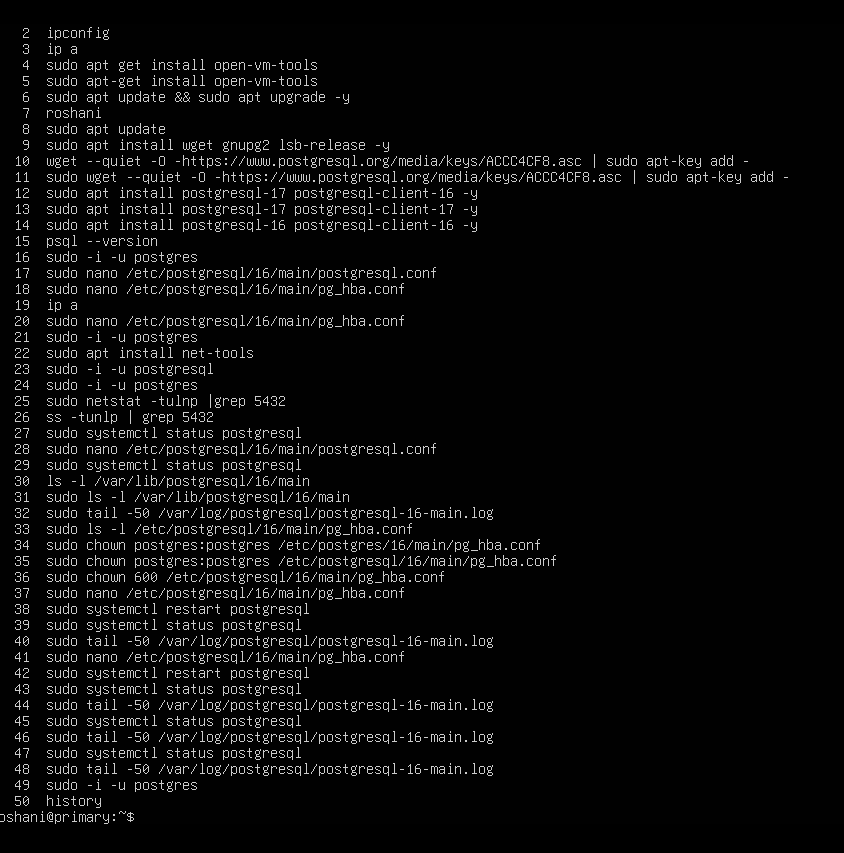 2 ipconfig
3 ip a
4 sudo apt get install open-vm-tools
5 sudo apt-get install open-vm-tools
6 sudo apt update && sudo apt upgrade -y
7 roshani
8 sudo apt update
9 sudo apt install wget gnupg2 lsb-release -y
10 wget --quiet -O -https://www.postgresql.org/media/keys/ACCC4CF8.asc | sudo apt-key add -
11 sudo wget --quiet -O -https://www.postgresql.org/media/keys/ACCC4CF8.asc | sudo apt-key add -
12 sudo apt install postgresql-17 postgresql-client-16 -y
13 sudo apt install postgresql-17 postgresql-client-17 -y
14 sudo apt install postgresql-16 postgresql-client-16 -y
15 psql --version
16 sudo -i -u postgres
17 sudo nano /etc/postgresql/16/main/postgresql.conf
18 sudo nano /etc/postgresql/16/main/pg_hba.conf
19 ip a
20 sudo nano /etc/postgresql/16/main/pg_hba.conf
21 sudo -i -u postgres
22 sudo apt install net-tools
23 sudo -i -u postgresql
24 sudo -i -u postgres
25 sudo netstat -tulnp |grep 5432
26 ss -tunlp | grep 5432
27 sudo systemctl status postgresql
28 sudo nano /etc/postgresql/16/main/postgresql.conf
29 sudo systemctl status postgresql
30 ls -l /var/lib/postgresql/16/main
31 sudo ls -l /var/lib/postgresql/16/main
32 sudo tail -50 /var/log/postgresql/postgresql-16-main.log
33 sudo ls -l /etc/postgresql/16/main/pg_hba.conf
34 sudo chown postgres:postgres /etc/postgres/16/main/pg_hba.conf
35 sudo chown postgres:postgres /etc/postgresql/16/main/pg_hba.conf
36 sudo chown 600 /etc/postgresql/16/main/pg_hba.conf
37 sudo nano /etc/postgresql/16/main/pg_hba.conf
38 sudo systemctl restart postgresql
39 sudo systemctl status postgresql
40 sudo tail -50 /var/log/postgresql/postgresql-16-main.log
41 sudo nano /etc/postgresql/16/main/pg_hba.conf
42 sudo systemctl restart postgresql
43 sudo systemctl status postgresql
44 sudo tail -50 /var/log/postgresql/postgresql-16-main.log
45 sudo systemctl status postgresql
46 sudo tail -50 /var/log/postgresql/postgresql-16-main.log
47 sudo systemctl status postgresql
48 sudo tail -50 /var/log/postgresql/postgresql-16-main.log
49 sudo -i -u postgres
50 history
oshani@primary:~$